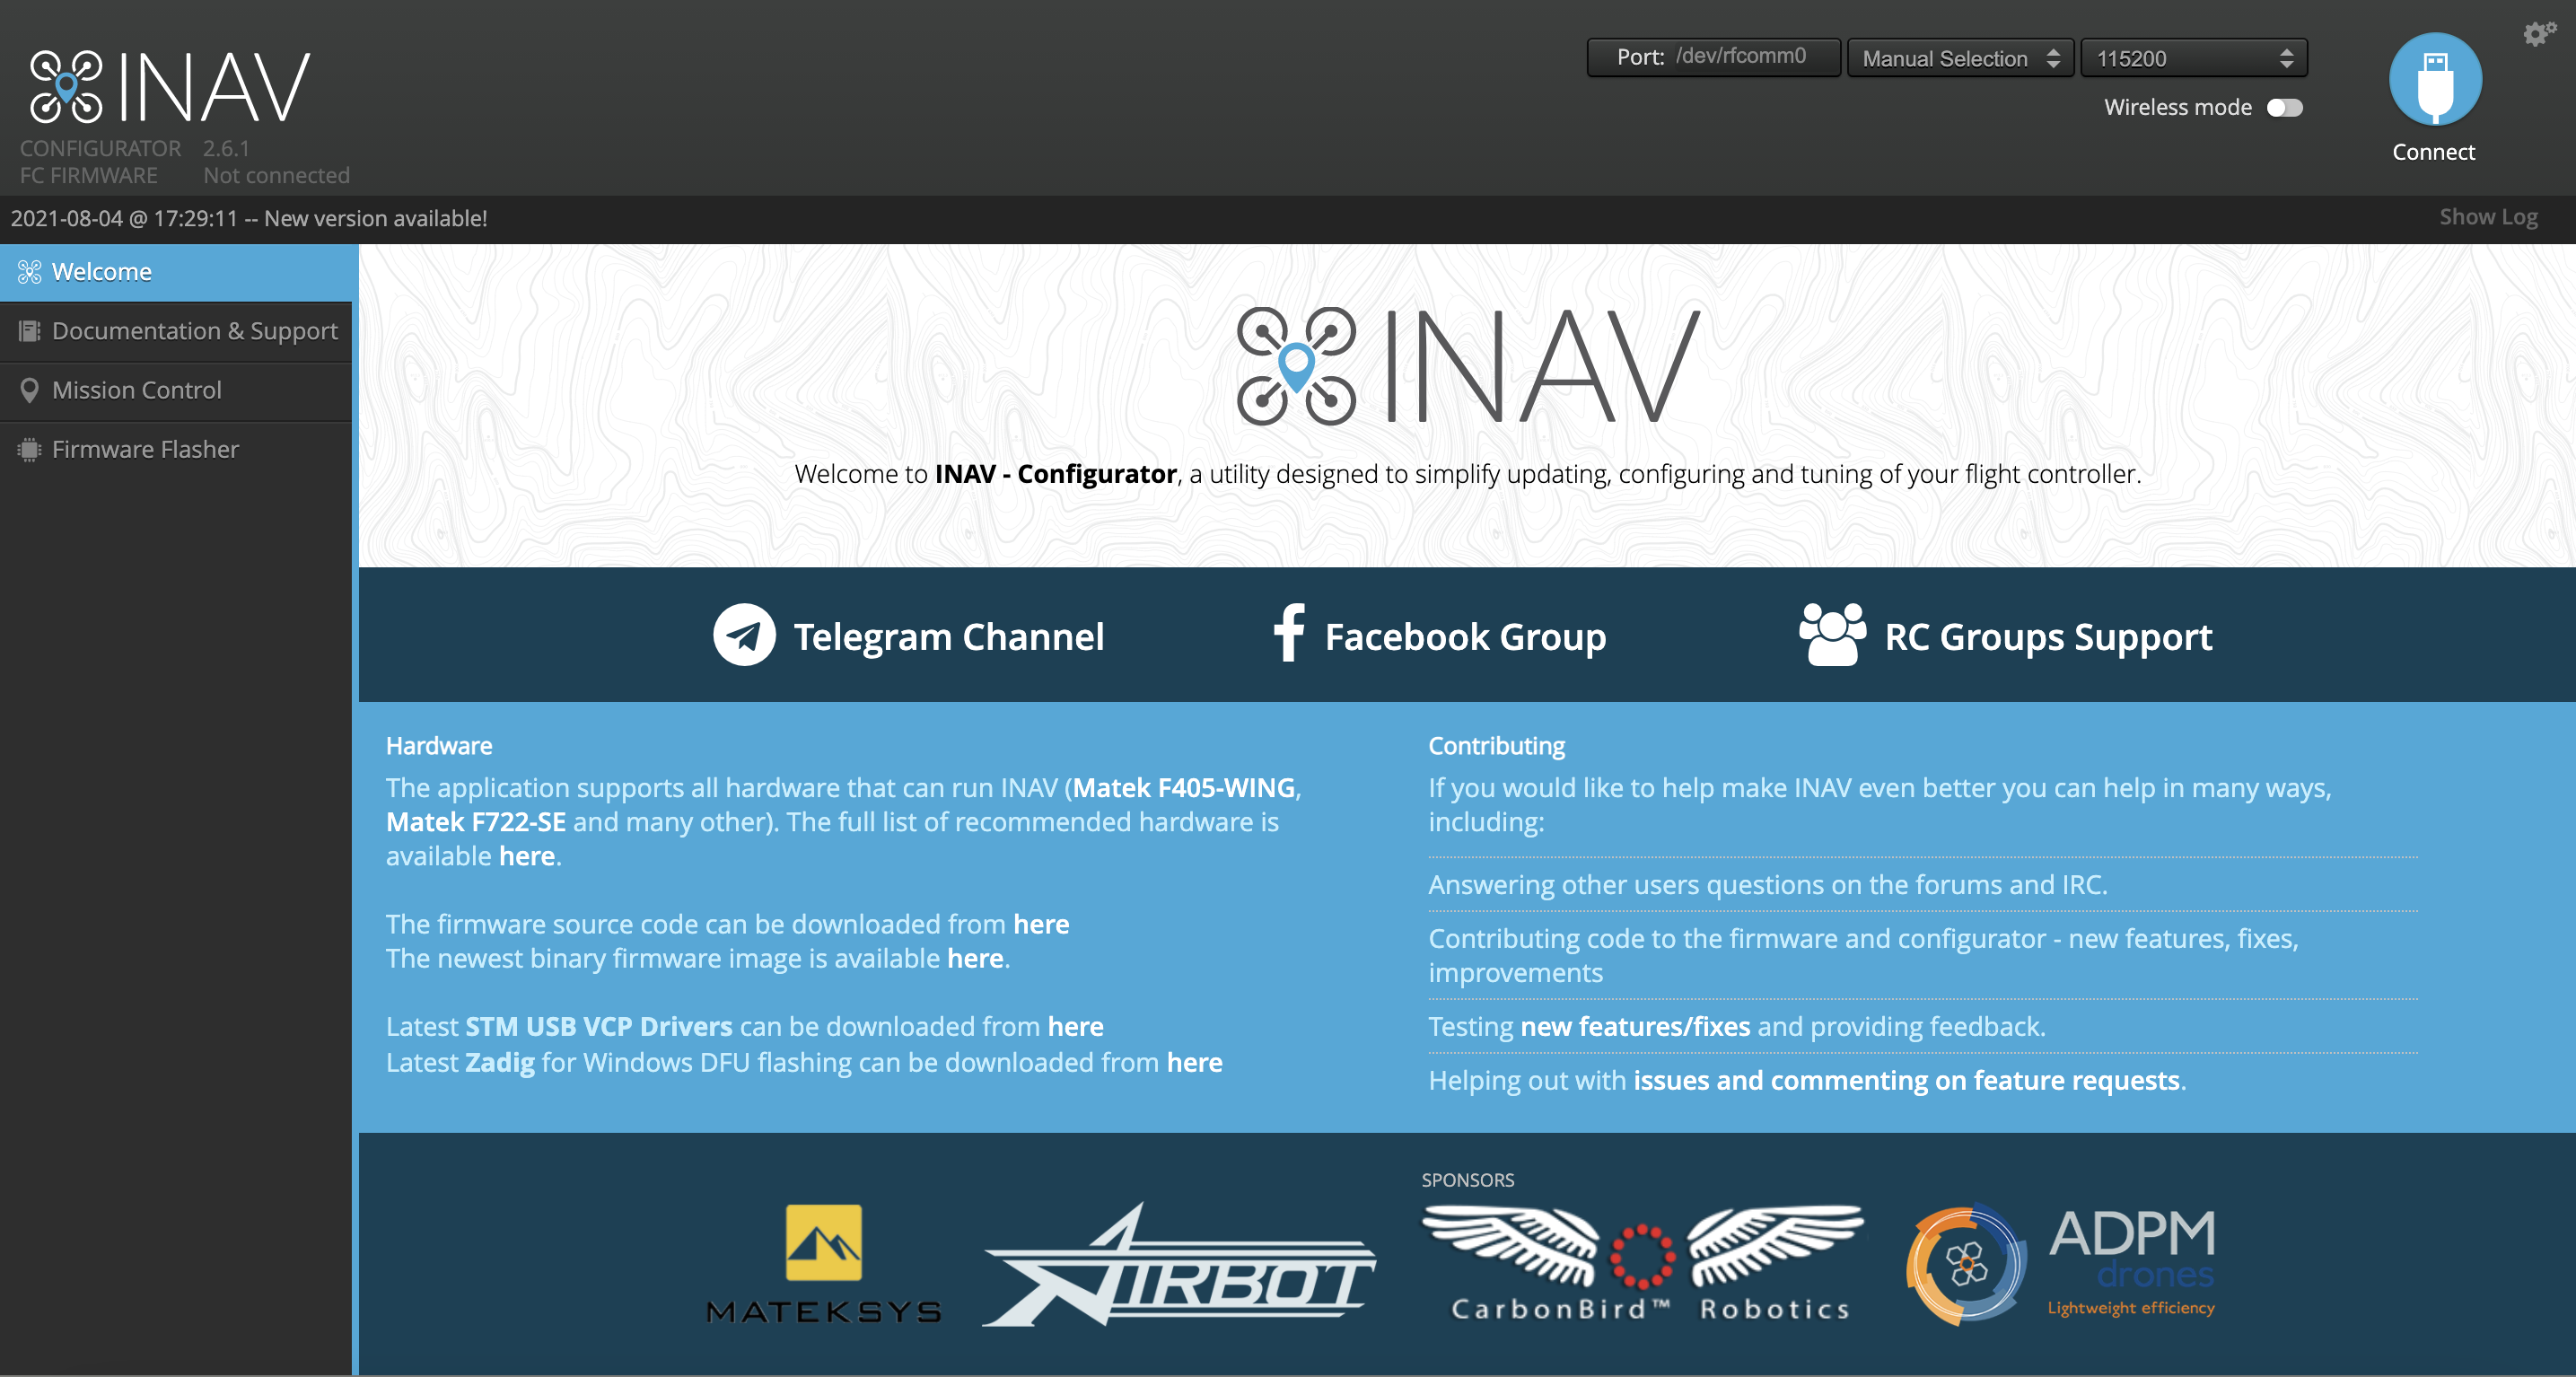 INAV
CONFIGURATOR 2.6.1
FC FIRMWARE Not connected
Port: /dev/rfcomm0
Manual Selection
115200
Wireless mode
Connect
2021-08-04 @ 17:29:11 -- New version available!
Show Log
Welcome
Documentation & Support
Mission Control
Firmware Flasher
INAV
Welcome to INAV - Configurator, a utility designed to simplify updating, configuring and tuning of your flight controller.
Telegram Channel
Facebook Group
RC Groups Support
Hardware
The application supports all hardware that can run INAV (Matek F405-WING,
Matek F722-SE and many other). The full list of recommended hardware is
available here.
The firmware source code can be downloaded from here
The newest binary firmware image is available here.
Latest STM USB VCP Drivers can be downloaded from here
Latest Zadig for Windows DFU flashing can be downloaded from here
Contributing
If you would like to help make INAV even better you can help in many ways,
including:
Answering other users questions on the forums and IRC.
Contributing code to the firmware and configurator - new features, fixes,
improvements
Testing new features/fixes and providing feedback.
Helping out with issues and commenting on feature requests.
SPONSORS
MATEKSYS
AIRBOT
CarbonBird™ Robotics
ADPM
drones
Lightweight efficiency